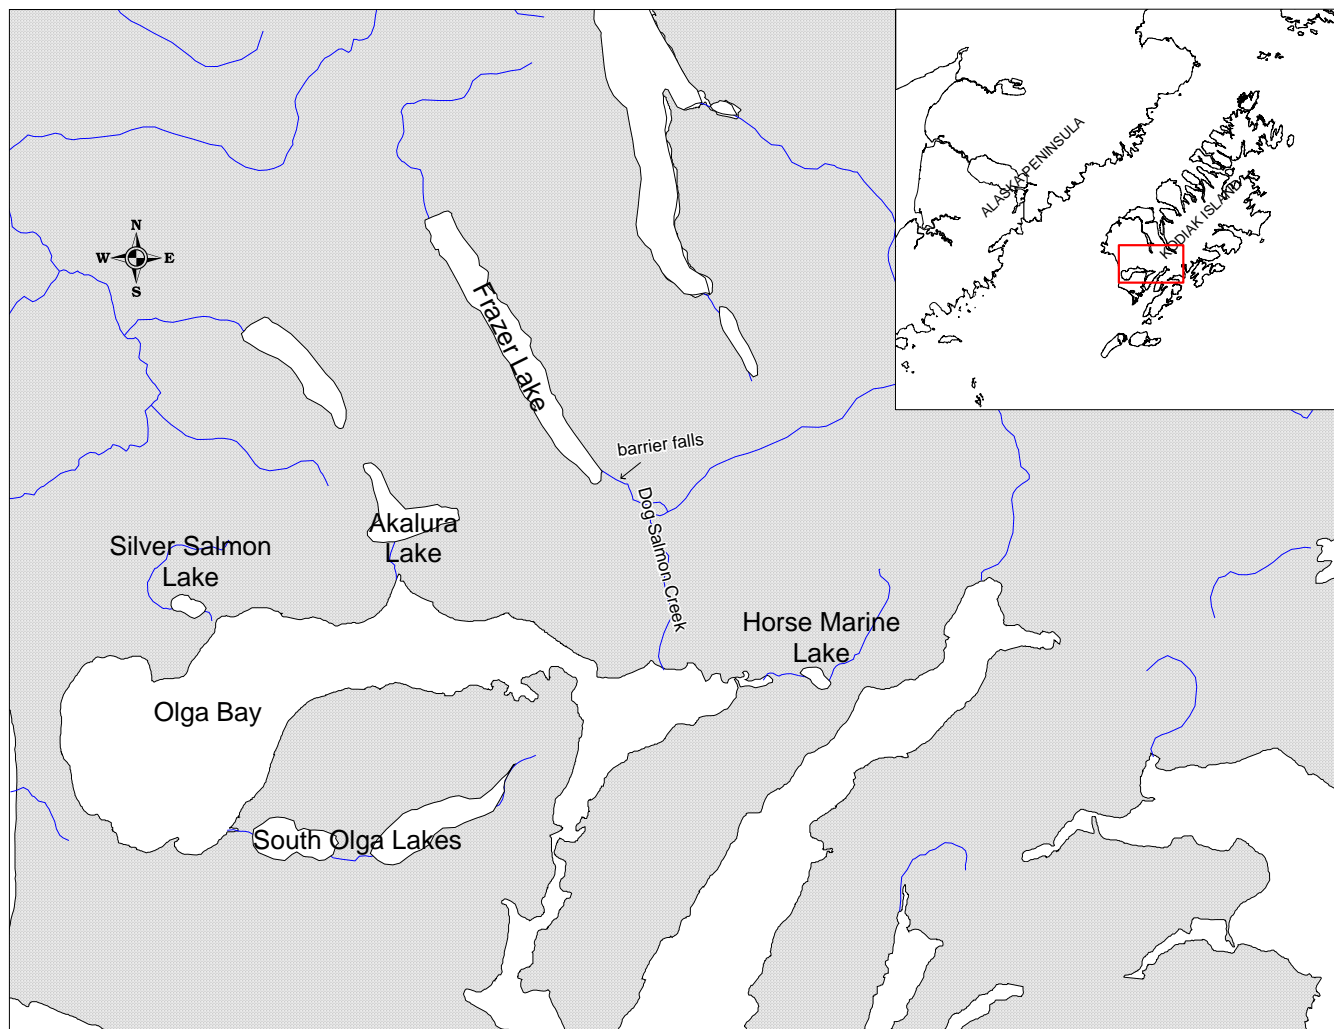 ALASKA PENINSULA
KODIAK ISLAND
N
W
E
S
Frazer Lake
barrier falls
Dog Salmon Creek
Akalura
Lake
Silver Salmon
Lake
Horse Marine
Lake
Olga Bay
South Olga Lakes